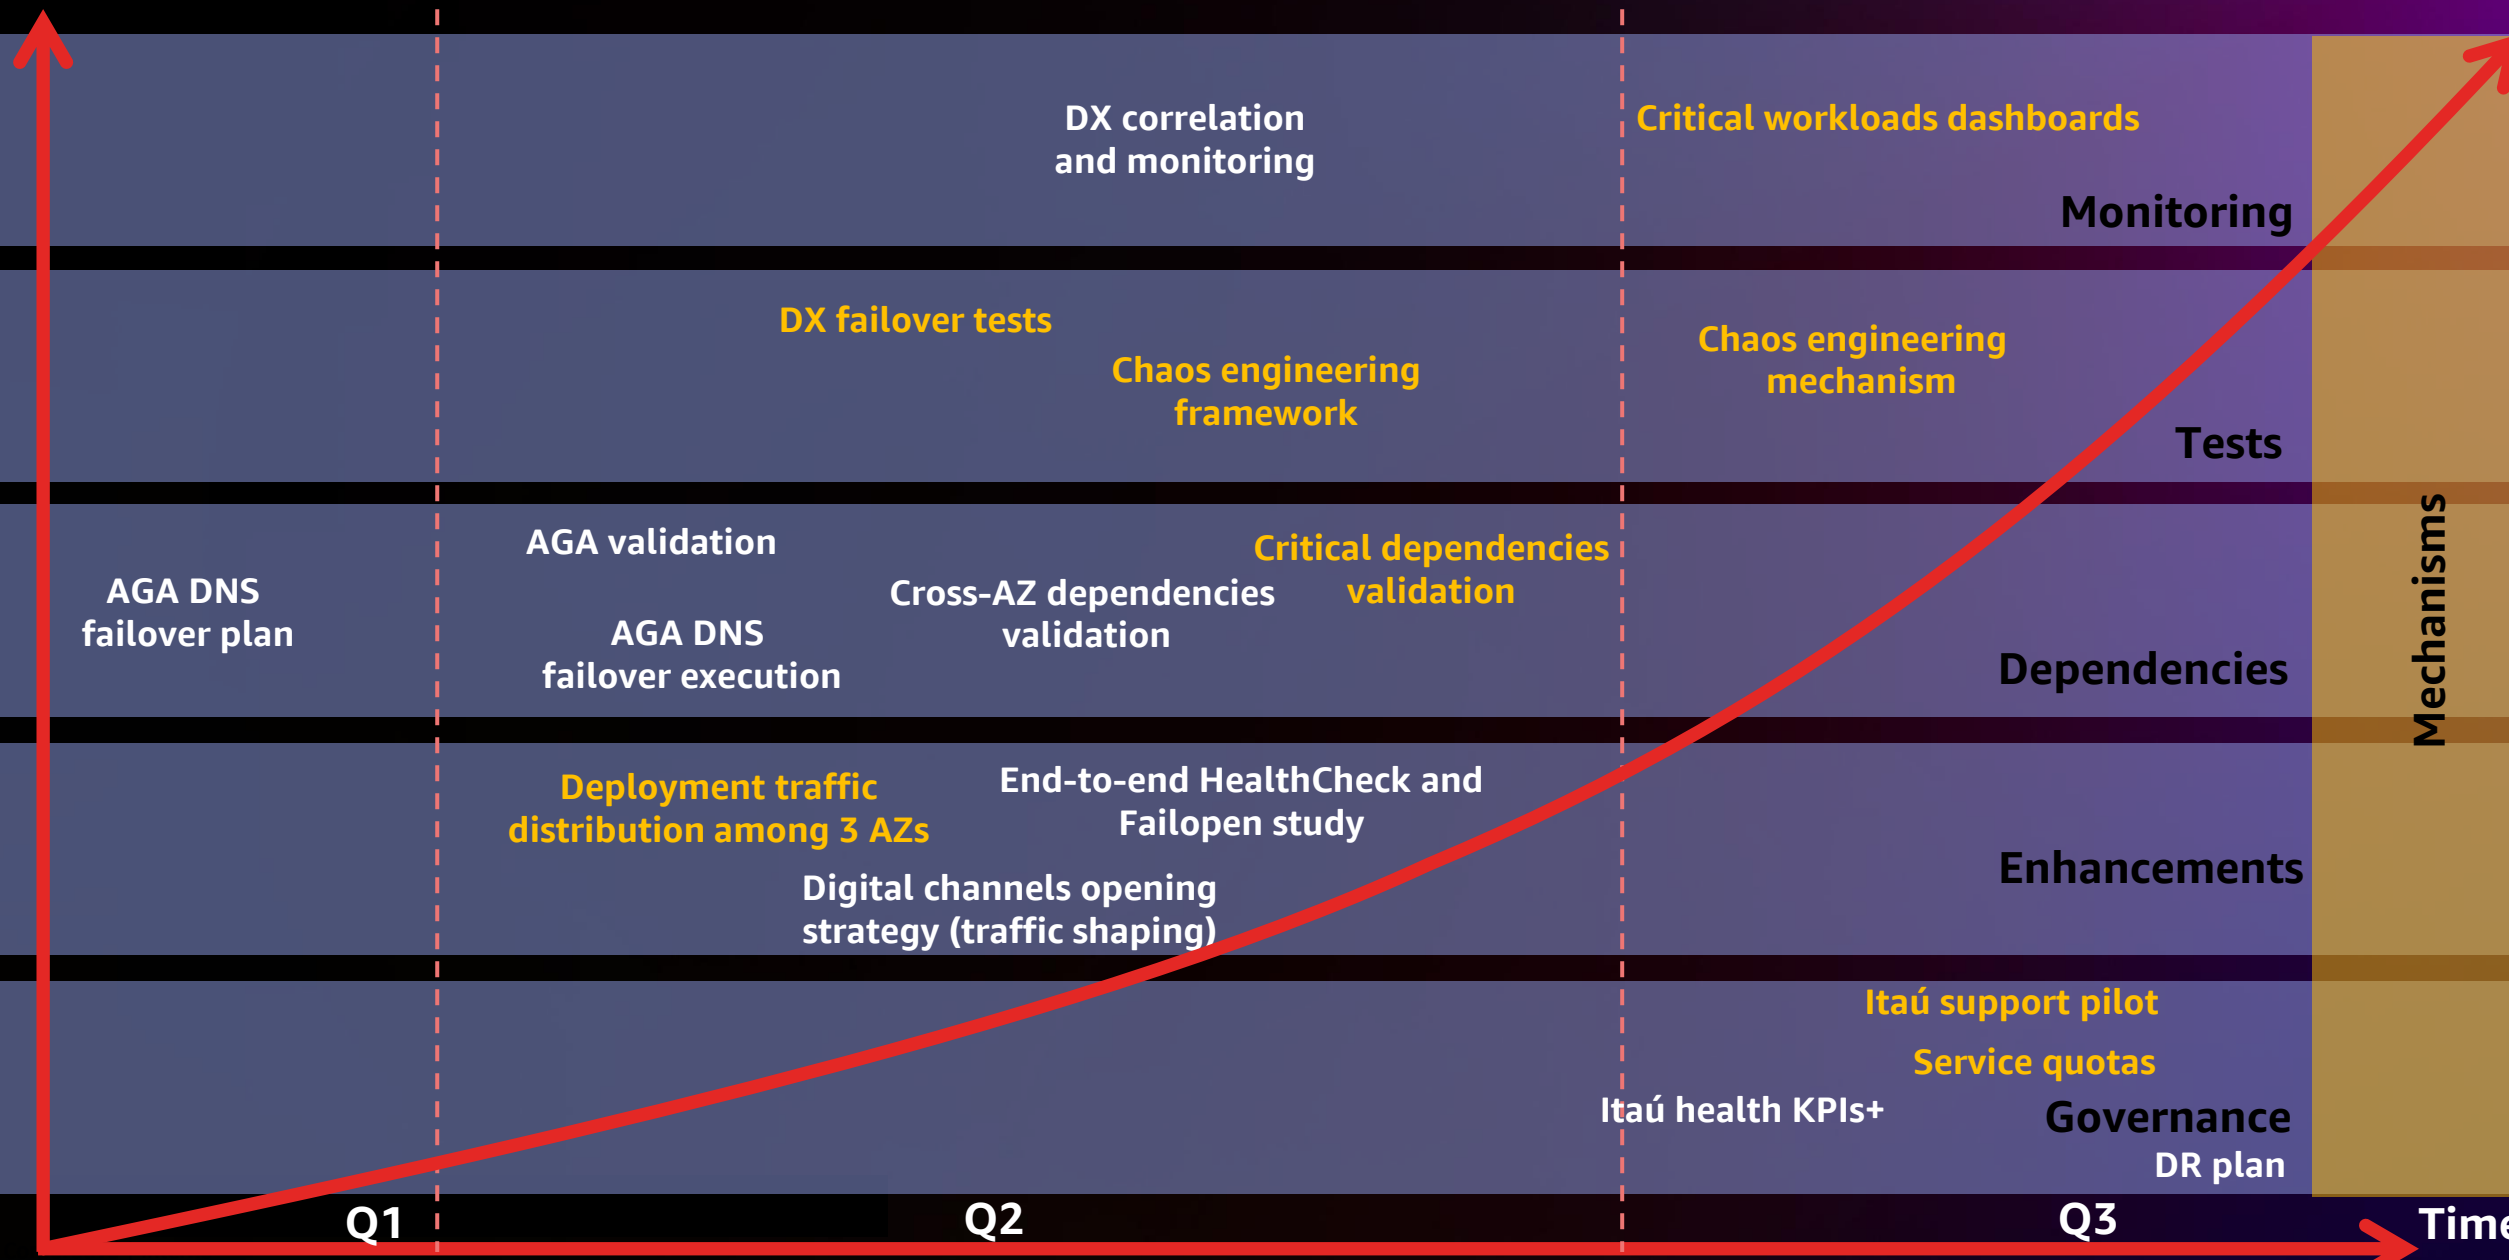 DX correlation
and monitoring
Critical workloads dashboards
Monitoring
DX failover tests
Chaos engineering
framework
Chaos engineering
mechanism
Tests
AGA DNS
failover plan
AGA validation
AGA DNS
failover execution
Cross-AZ dependencies
validation
Critical dependencies
validation
Dependencies
Mechanisms
Deployment traffic
distribution among 3 AZs
End-to-end HealthCheck and
Failopen study
Digital channels opening
strategy (traffic shaping)
Enhancements
Itaú support pilot
Service quotas
Itaú health KPIs+
Governance
DR plan
Q1
Q2
Q3
Time